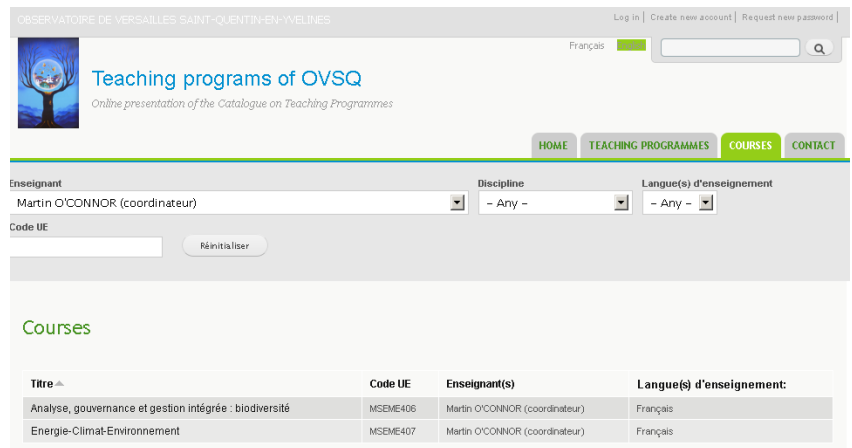 OBSERVATOIRE DE VERSAILLES SAINT-QUENTIN-EN-YVELINES
Log in | Create new account | Request new password |
Français English
Teaching programs of OVSQ
Online presentation of the Catalogue on Teaching Programmes
HOME TEACHING PROGRAMMES COURSES CONTACT
Enseignant Discipline Langue(s) d'enseignement
Martin O'CONNOR (coordinateur) – Any – – Any –
Code UE
Réinitialiser
Courses
Titre Code UE Enseignant(s) Langue(s) d'enseignement:
Analyse, gouvernance et gestion intégrée : biodiversité MSEME406 Martin O'CONNOR (coordinateur) Français
Energie-Climat-Environnement MSEME407 Martin O'CONNOR (coordinateur) Français